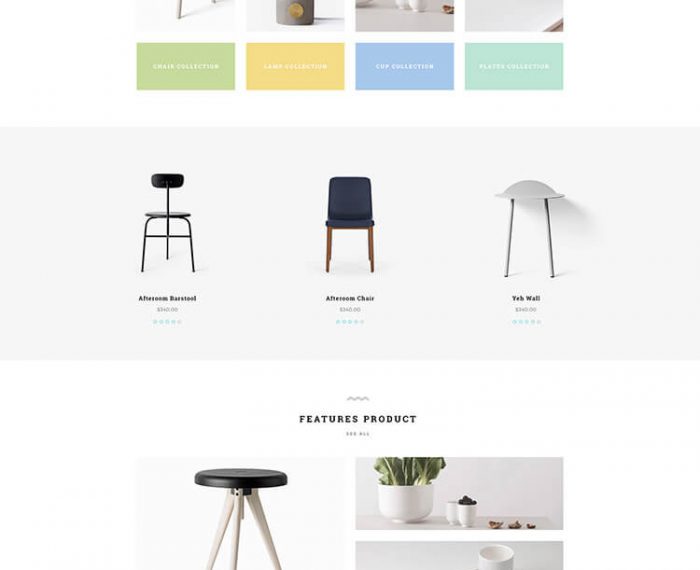 CHAIR COLLECTION
LAMP COLLECTION
CUP COLLECTION
PLATES COLLECTION
Afteroom Barstool
$340.00
Afteroom Chair
$340.00
Yeh Wall
$340.00
FEATURES PRODUCT
SEE ALL